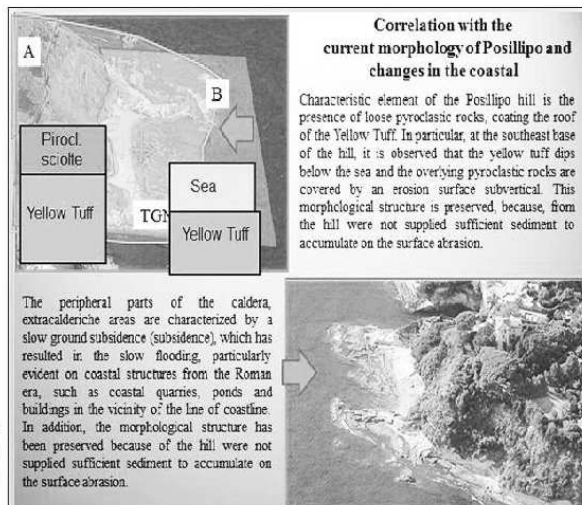 Correlation with the
current morphology of Posillipo and
changes in the coastal
Characteristic element of the Posillipo hill is the
presence of loose pyroclastic rocks, coating the roof
of the Yellow Tuff. In particular, at the southeast base
of the hill, it is observed that the yellow tuff dips
below the sea and the overlying pyroclastic rocks are
covered by an erosion surface subvertical. This
morphological structure is preserved, because, from
the hill were not supplied sufficient sediment to
accumulate on the surface abrasion.
A
B
Pirocl.
sciolte
Yellow Tuff
Sea
Yellow Tuff
The peripheral parts of the caldera,
extracalderiche areas are characterized by a
slow ground subsidence (subsidence), which has
resulted in the slow flooding, particularly
evident on coastal structures from the Roman
era, such as coastal quarries, ponds and
buildings in the vicinity of the line of coastline.
In addition, the morphological structure has
been preserved because of the hill were not
supplied sufficient sediment to accumulate on
the surface abrasion.